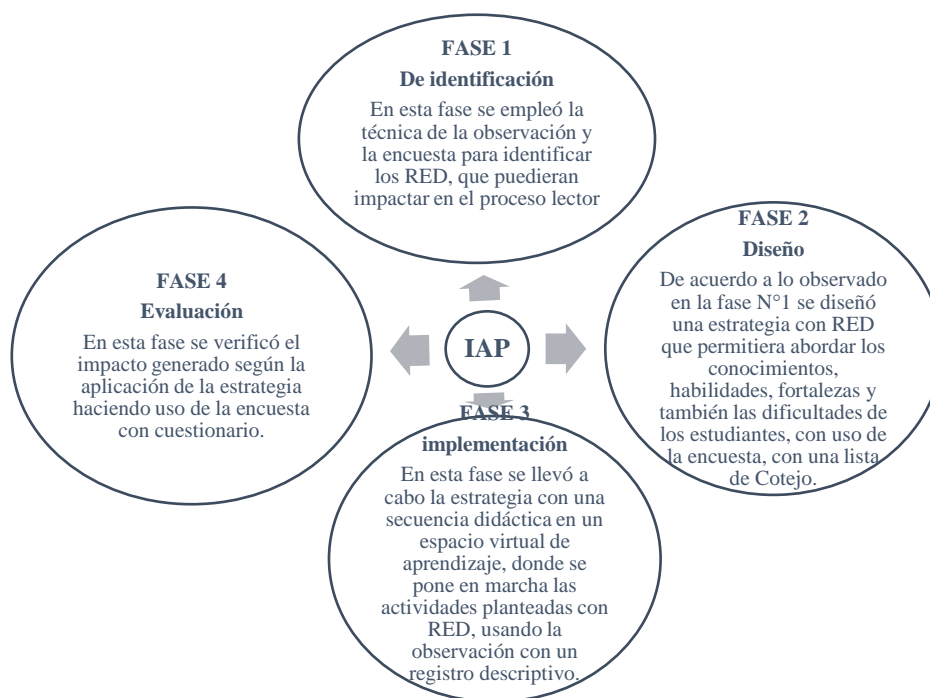 FASE 1
De identificación
En esta fase se empleó la
técnica de la observación y
la encuesta para identificar
los RED, que puedieran
impactar en el proceso lector
FASE 2
Diseño
De acuerdo a lo observado
en la fase N°1 se diseñó
una estrategia con RED
que permitiera abordar los
conocimientos,
habilidades, fortalezas y
también las dificultades de
los estudiantes, con uso de
la encuesta, con una lista
de Cotejo.
FASE 4
Evaluación
En esta fase se verificó el
impacto generado según la
aplicación de la estrategia
haciendo uso de la encuesta
con cuestionario.
IAP
FASE 3
implementación
En esta fase se llevó a
cabo la estrategia con una
secuencia didáctica en un
espacio virtual de
aprendizaje, donde se
pone en marcha las
actividades planteadas con
RED, usando la
observación con un
registro descriptivo.